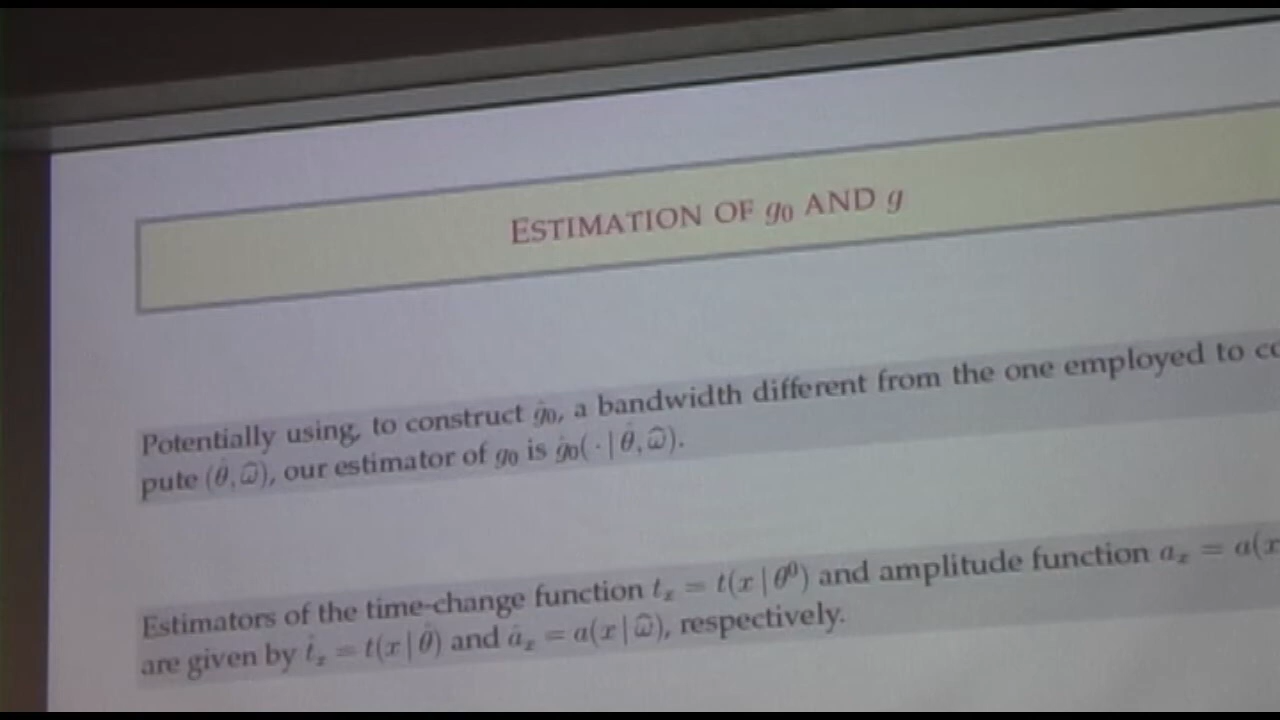 ESTIMATION OF g₀ AND g
Potentially using, to construct ĝ₀, a bandwidth different from the one employed to co
pute (θ̂, ω̂), our estimator of g₀ is ĝ₀( · | θ̂, ω̂).
Estimators of the time-change function tₓ = t(x | θ⁰) and amplitude function aₓ = a(x
are given by t̂ₓ = t(x | θ̂) and âₓ = a(x | ω̂), respectively.